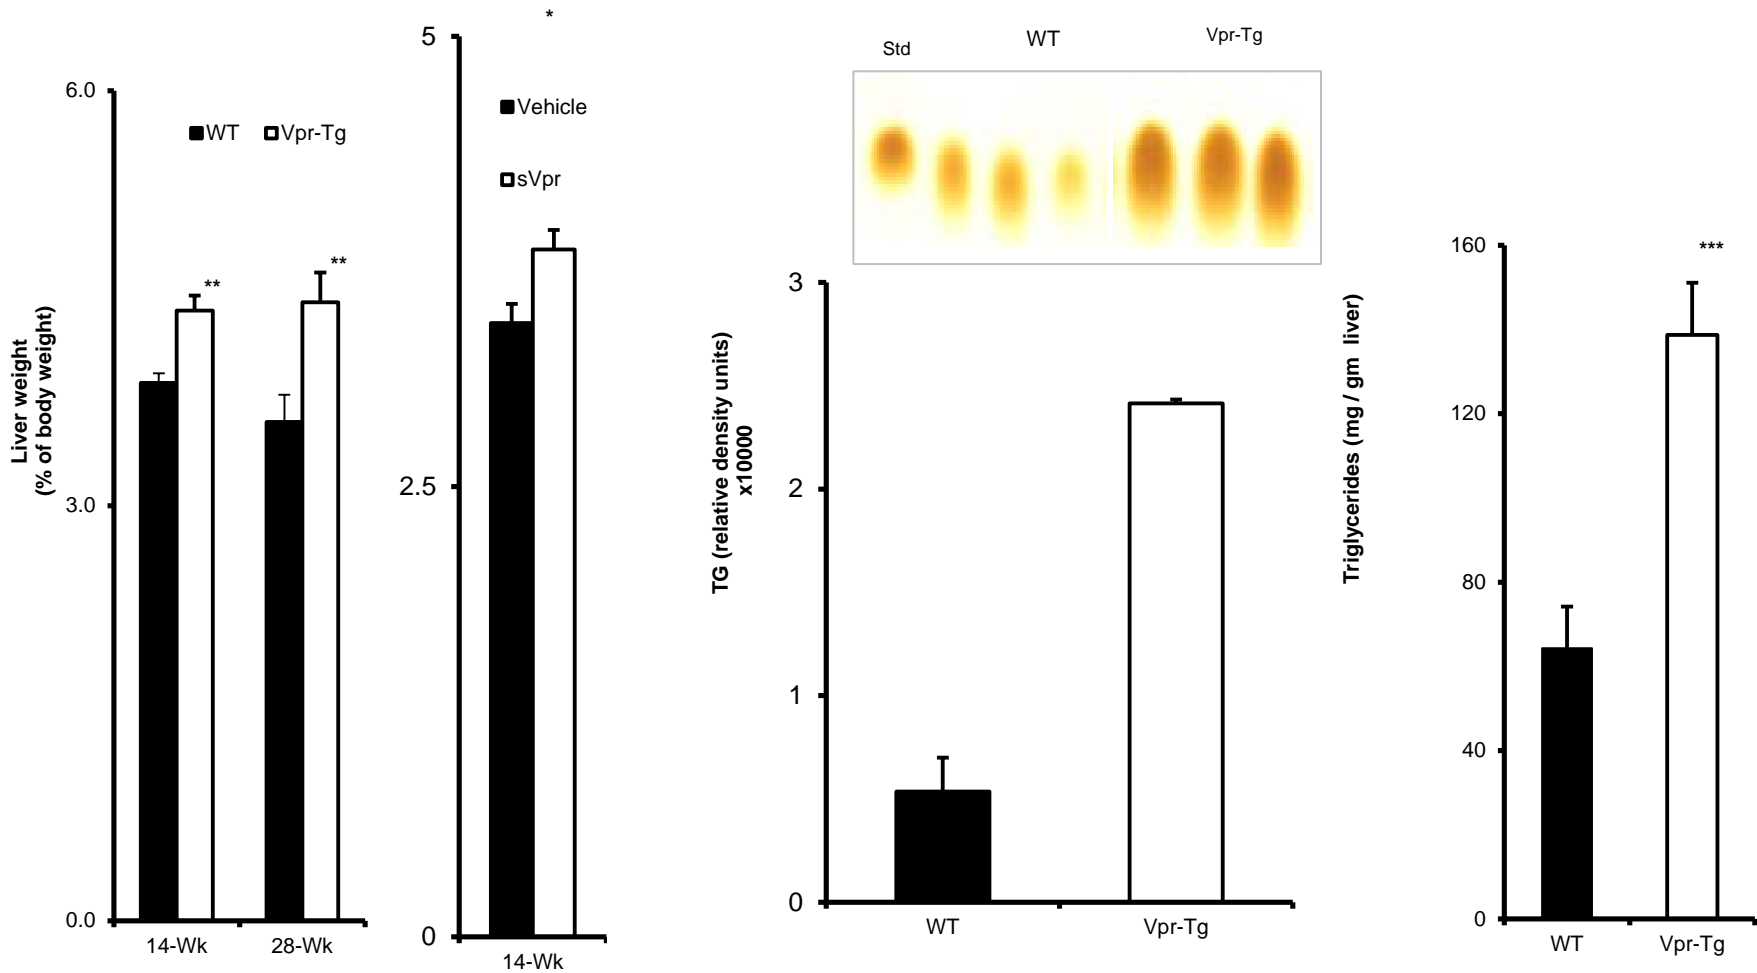 Liver weight
(% of body weight)
6.0
3.0
0.0
WT Vpr-Tg
**
**
14-Wk 28-Wk
*
5
2.5
0
Vehicle
sVpr
14-Wk
Std WT Vpr-Tg
TG (relative density units)
x10000
3
2
1
0
WT Vpr-Tg
Triglycerides (mg / gm liver)
160
120
80
40
0
***
WT Vpr-Tg